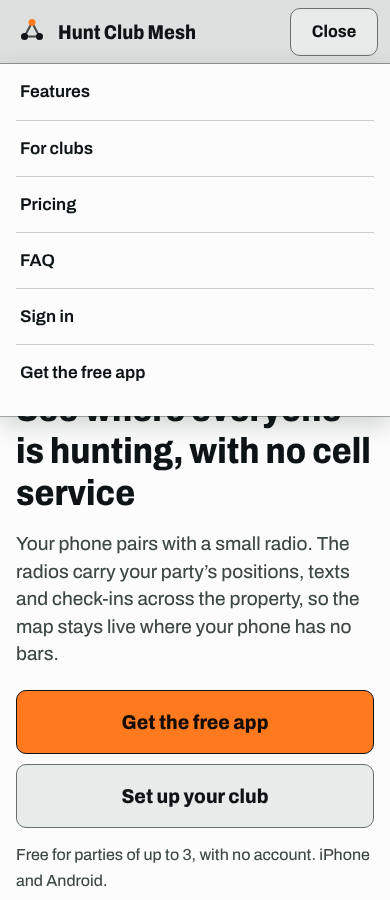 Hunt Club Mesh
Close
Features
For clubs
Pricing
FAQ
Sign in
Get the free app
See where everyone
is hunting, with no cell
service
Your phone pairs with a small radio. The
radios carry your party’s positions, texts
and check-ins across the property, so the
map stays live where your phone has no
bars.
Get the free app
Set up your club
Free for parties of up to 3, with no account. iPhone
and Android.